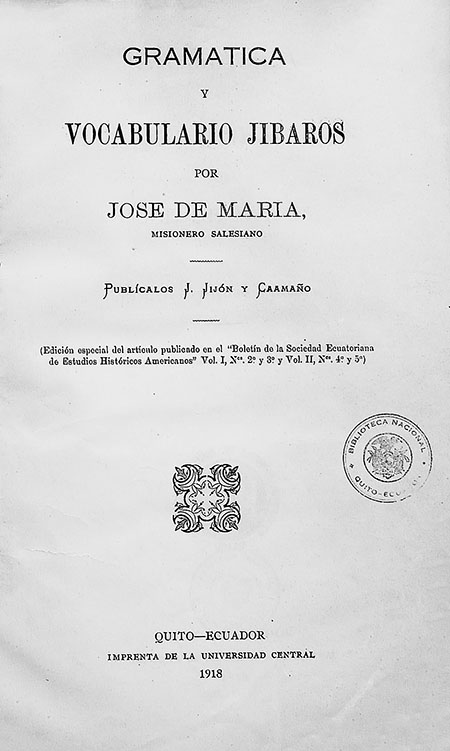 GRAMATICA
Y
VOCABULARIO JIBAROS
POR
JOSE DE MARIA,
MISIONERO SALESIANO
PUBLÍCALOS J. JIJÓN Y CAAMAÑO
(Edición especial del artículo publicado en el "Boletín de la Sociedad Ecuatoriana
de Estudios Históricos Americanos" Vol. I, Nos. 2º y 3º y Vol. II, Nos. 4º y 5º)
BIBLIOTECA NACIONAL
QUITO-ECUADOR
QUITO—ECUADOR
IMPRENTA DE LA UNIVERSIDAD CENTRAL
1918